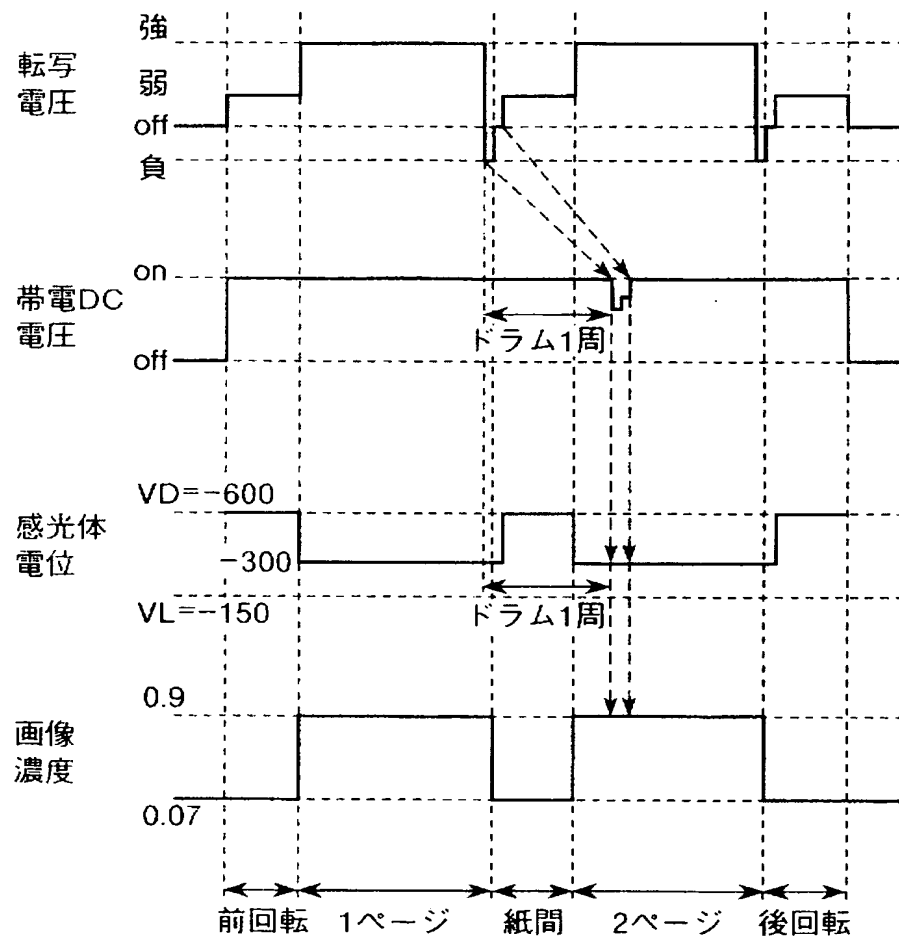 転写
電圧
強
弱
off
負
帯電DC
電圧
on
off
ドラム1周
感光体
電位
VD=−600
−300
VL=−150
ドラム1周
画像
濃度
0.9
0.07
前回転
1ページ
紙間
2ページ
後回転